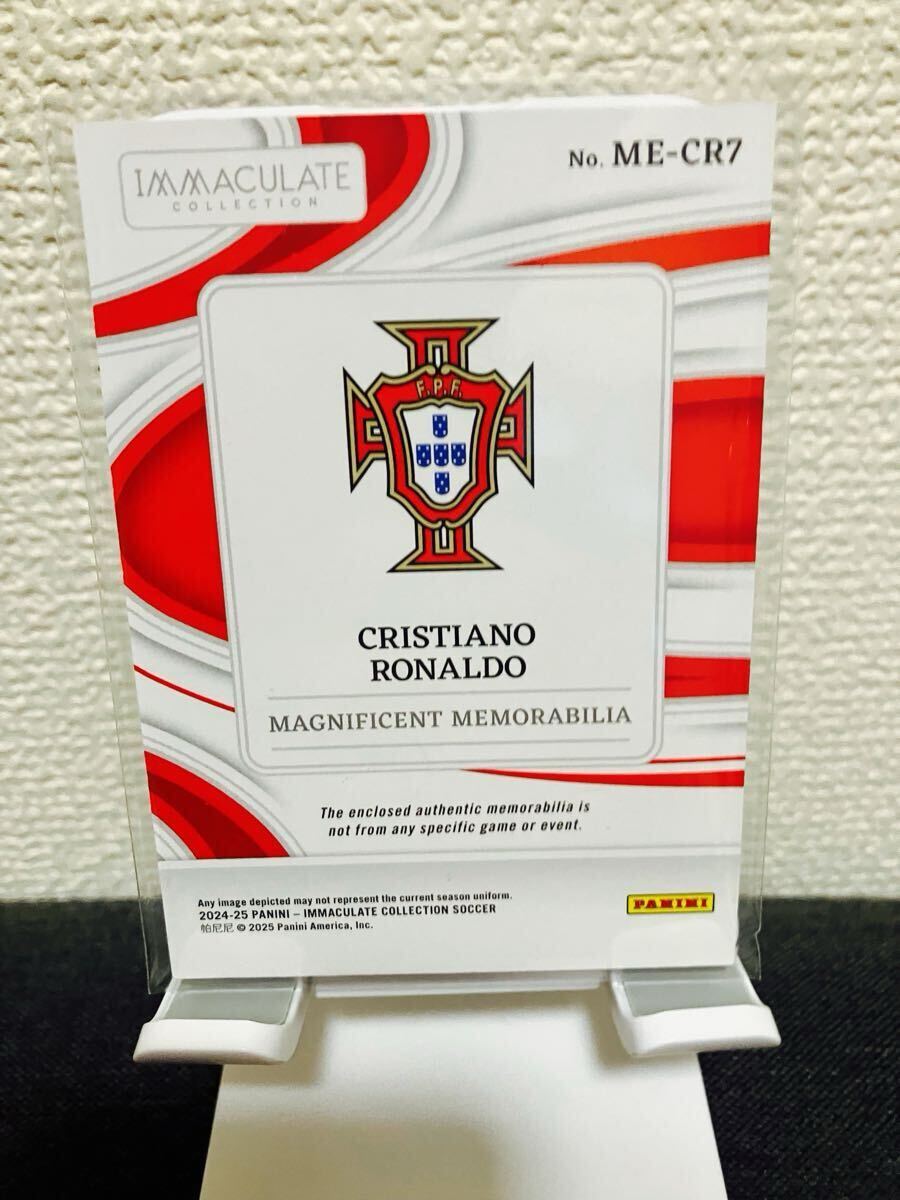 IMMACULATE
COLLECTION
No. ME-CR7
F.P.F.
CRISTIANO
RONALDO
MAGNIFICENT MEMORABILIA
The enclosed authentic memorabilia is
not from any specific game or event.
Any image depicted may not represent the current season uniform.
2024-25 PANINI – IMMACULATE COLLECTION SOCCER
帕尼尼 © 2025 Panini America, Inc.
PANINI